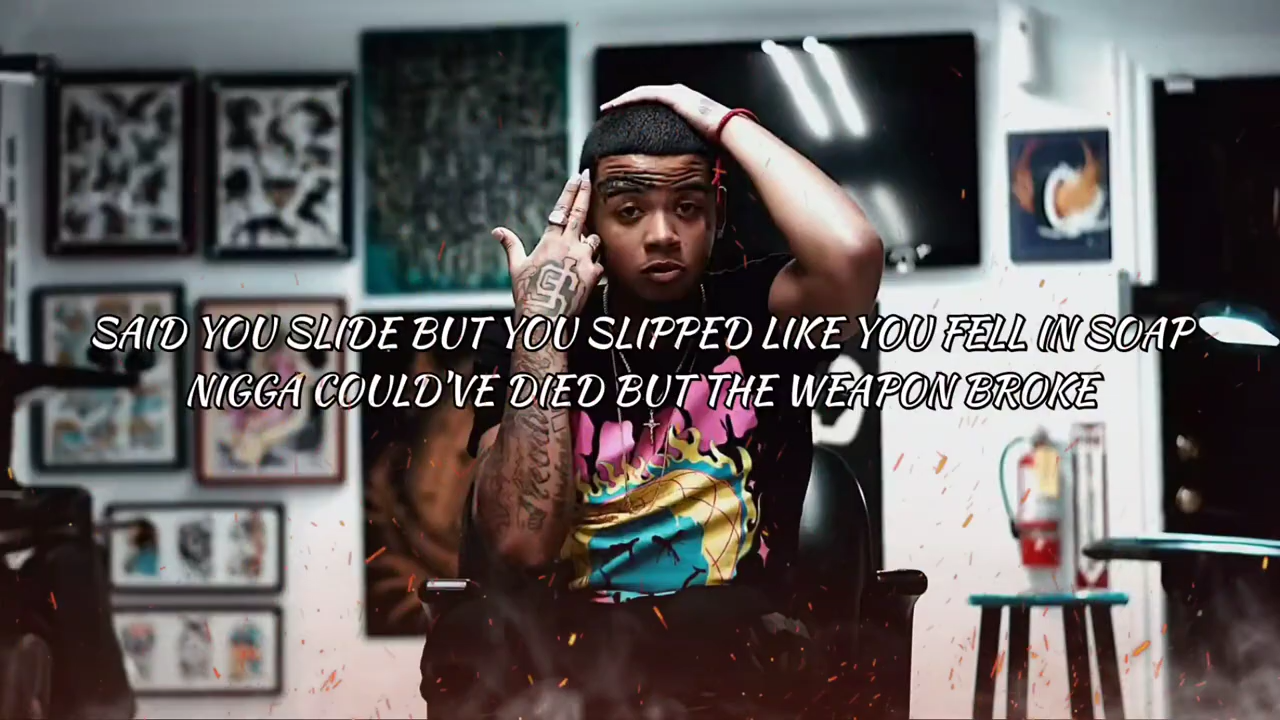 SAID YOU SLIDE BUT YOU SLIPPED LIKE YOU FELL IN SOAP
NIGGA COULD'VE DIED BUT THE WEAPON BROKE